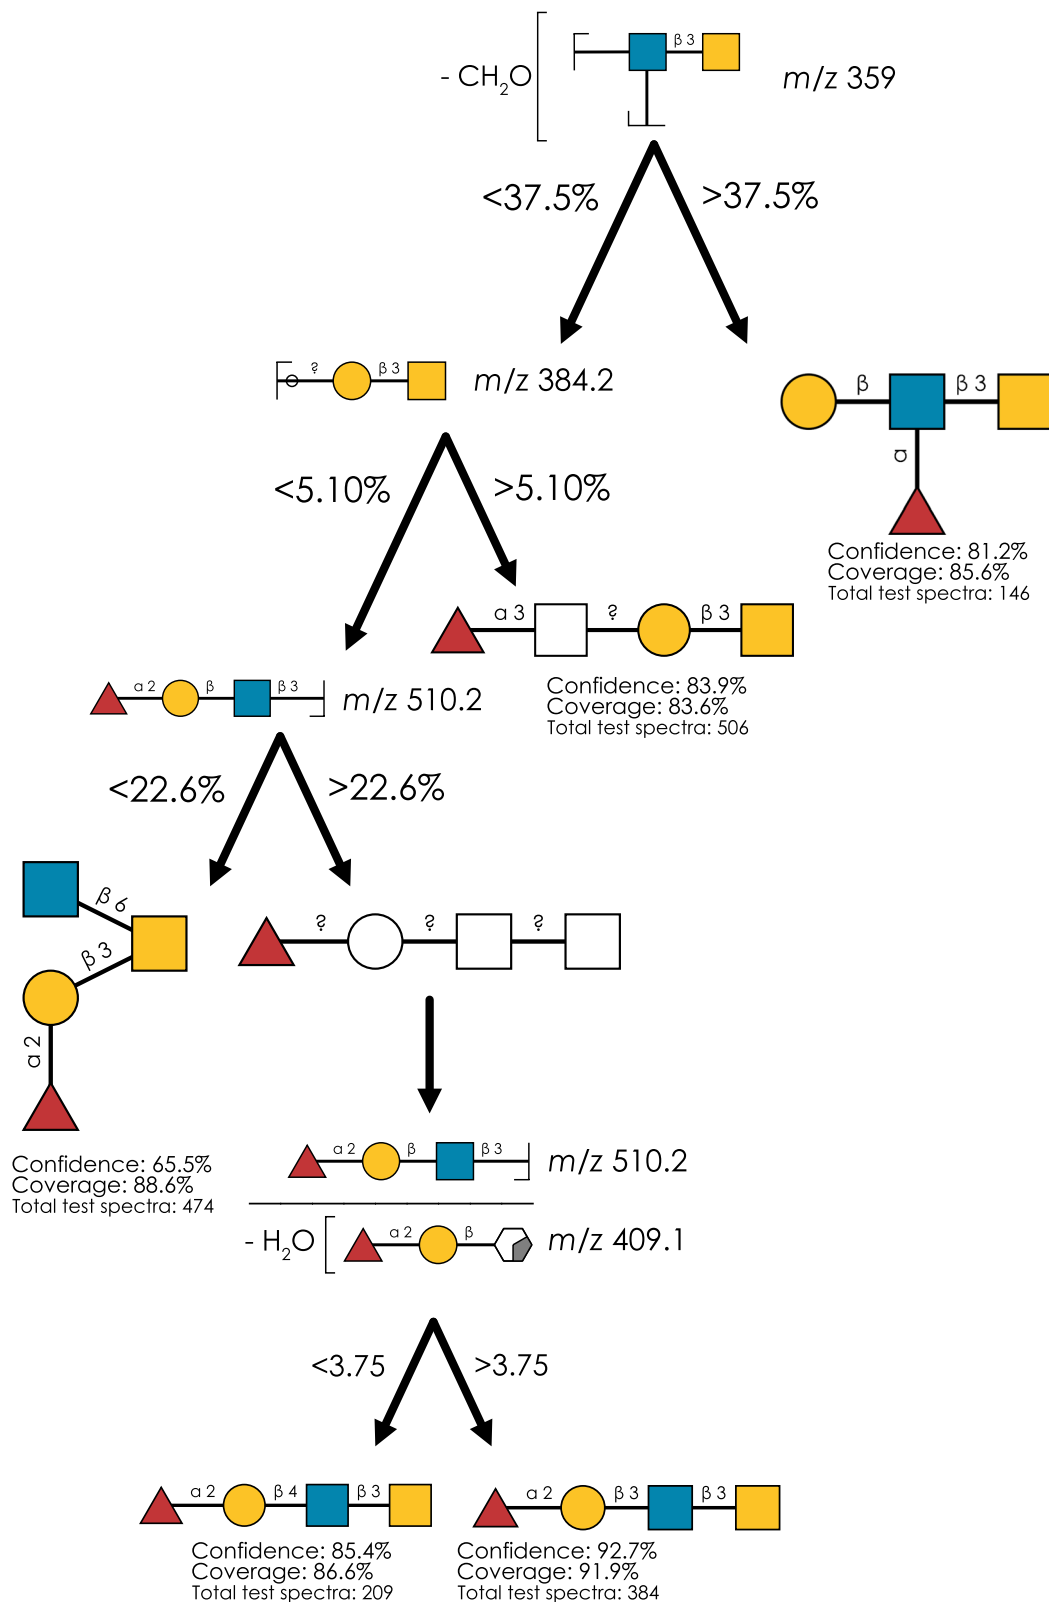 β 3
- CH₂O
m/z 359
<37.5%
>37.5%
? β 3
m/z 384.2
β β 3
α
<5.10%
>5.10%
Confidence: 81.2%
Coverage: 85.6%
Total test spectra: 146
α 3 ? β 3
α 2 β β 3
m/z 510.2
Confidence: 83.9%
Coverage: 83.6%
Total test spectra: 506
<22.6%
>22.6%
β 6
β 3
α 2
? ? ?
Confidence: 65.5%
Coverage: 88.6%
Total test spectra: 474
α 2 β β 3
m/z 510.2
- H₂O
α 2 β
m/z 409.1
<3.75
>3.75
α 2 β 4 β 3
α 2 β 3 β 3
Confidence: 85.4%
Coverage: 86.6%
Total test spectra: 209
Confidence: 92.7%
Coverage: 91.9%
Total test spectra: 384